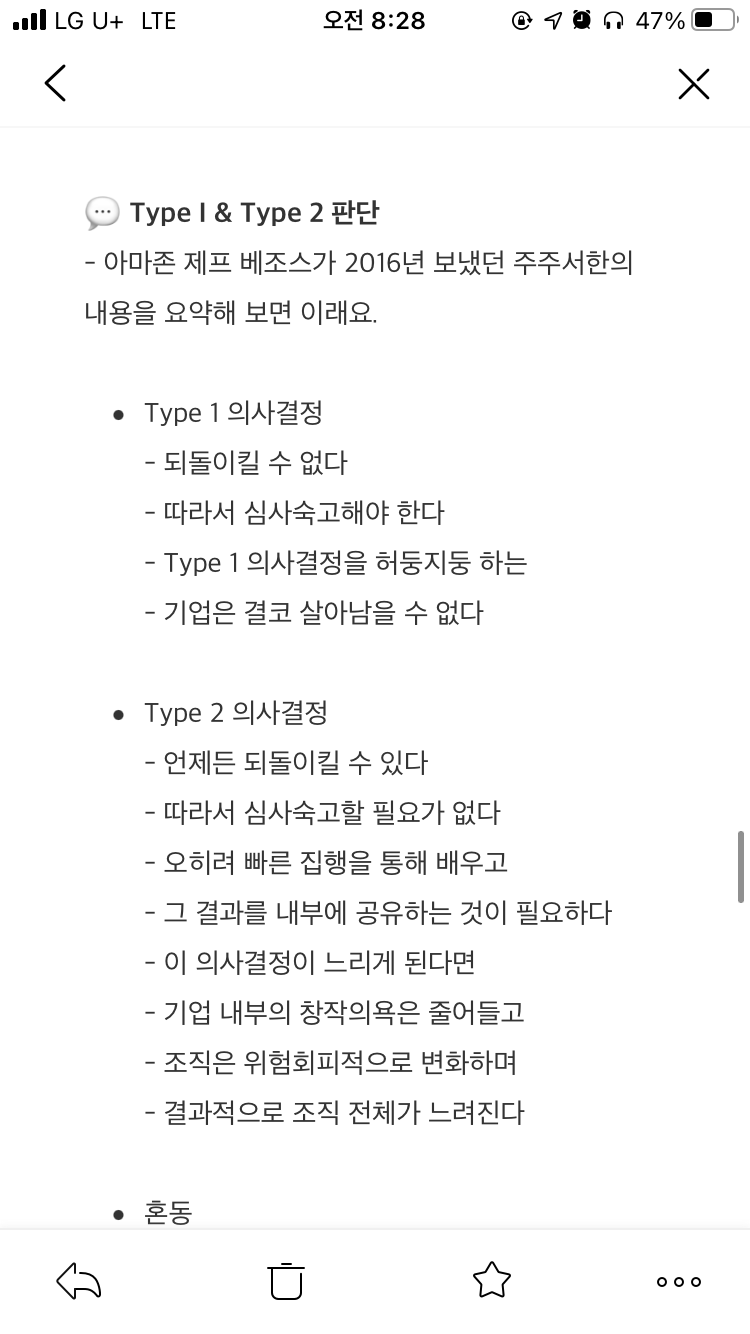 LG U+ LTE 오전 8:28 47%
Type I & Type 2 판단
- 아마존 제프 베조스가 2016년 보냈던 주주서한의
내용을 요약해 보면 이래요.
● Type 1 의사결정
- 되돌이킬 수 없다
- 따라서 심사숙고해야 한다
- Type 1 의사결정을 허둥지둥 하는
- 기업은 결코 살아남을 수 없다
● Type 2 의사결정
- 언제든 되돌이킬 수 있다
- 따라서 심사숙고할 필요가 없다
- 오히려 빠른 집행을 통해 배우고
- 그 결과를 내부에 공유하는 것이 필요하다
- 이 의사결정이 느리게 된다면
- 기업 내부의 창작의욕은 줄어들고
- 조직은 위험회피적으로 변화하며
- 결과적으로 조직 전체가 느려진다
● 혼동